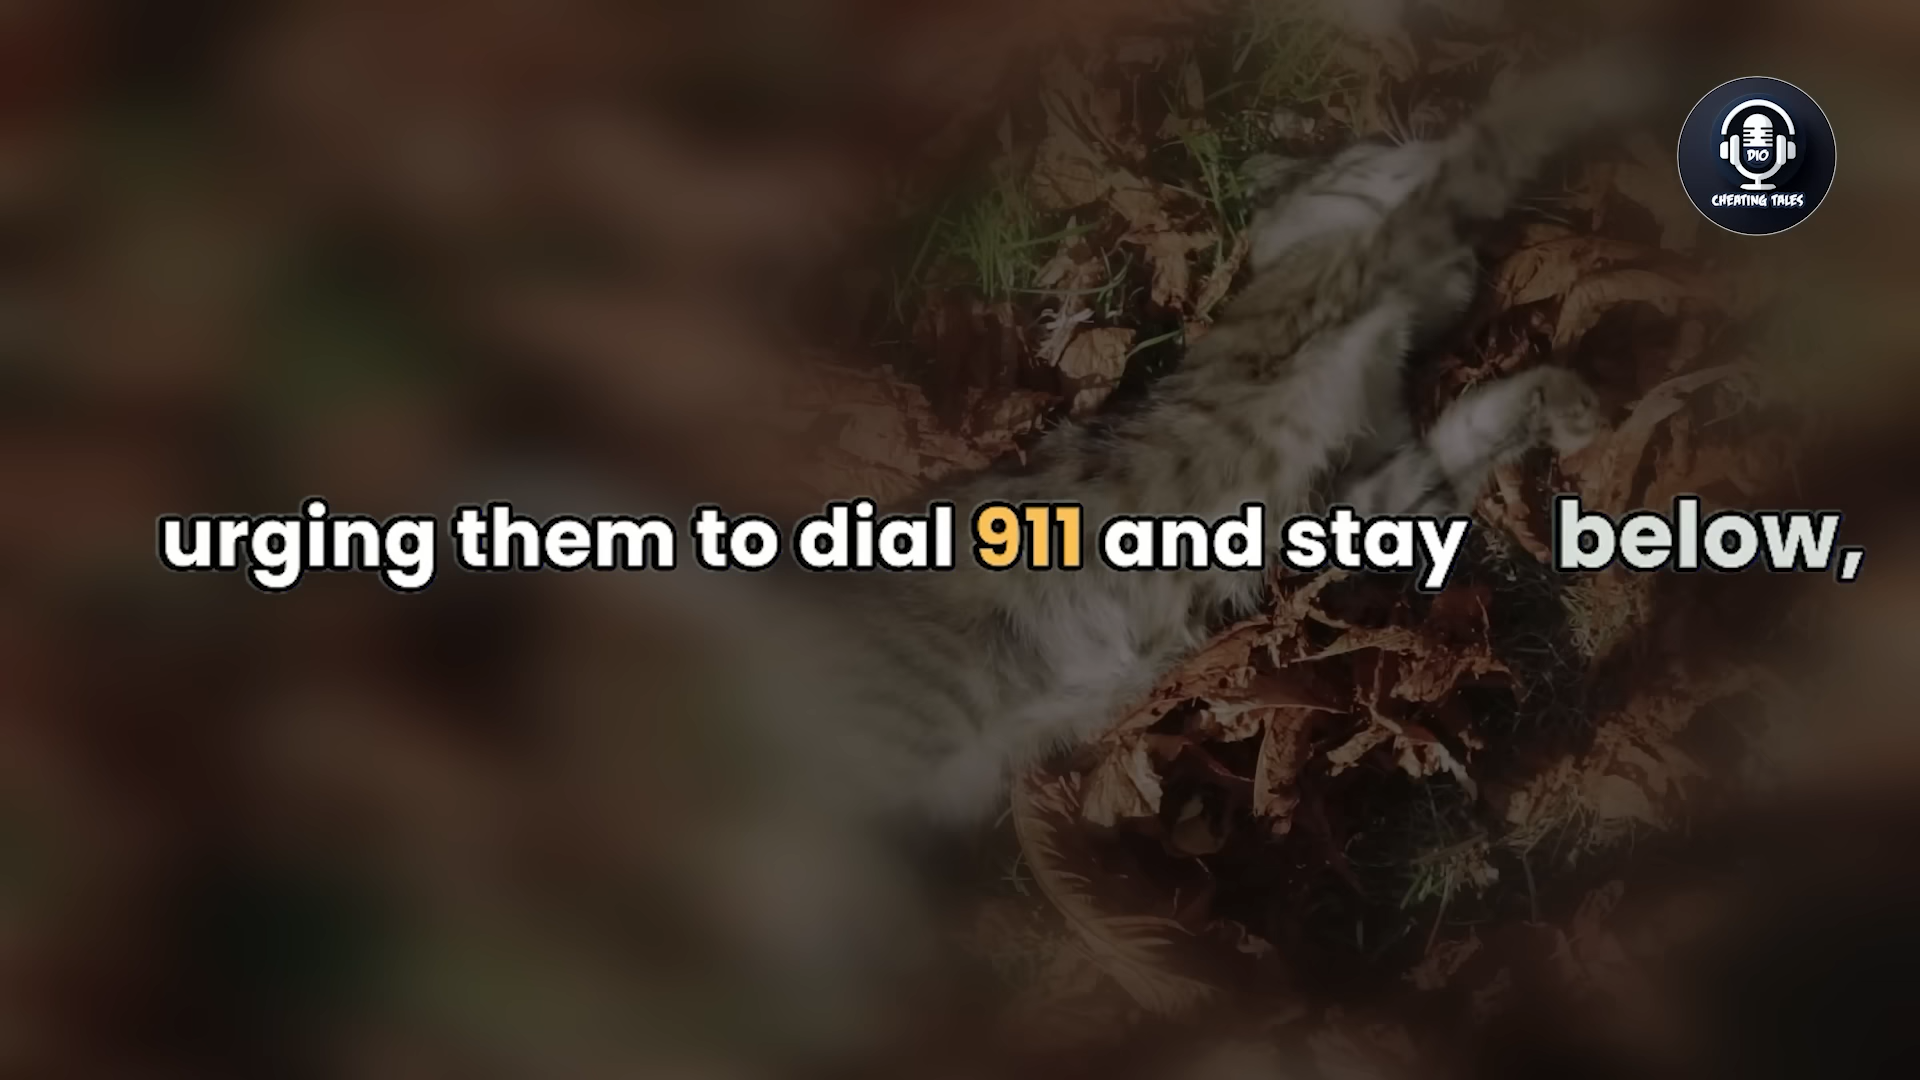 DIO
CHEATING TALES
urging them to dial 911 and stay below,